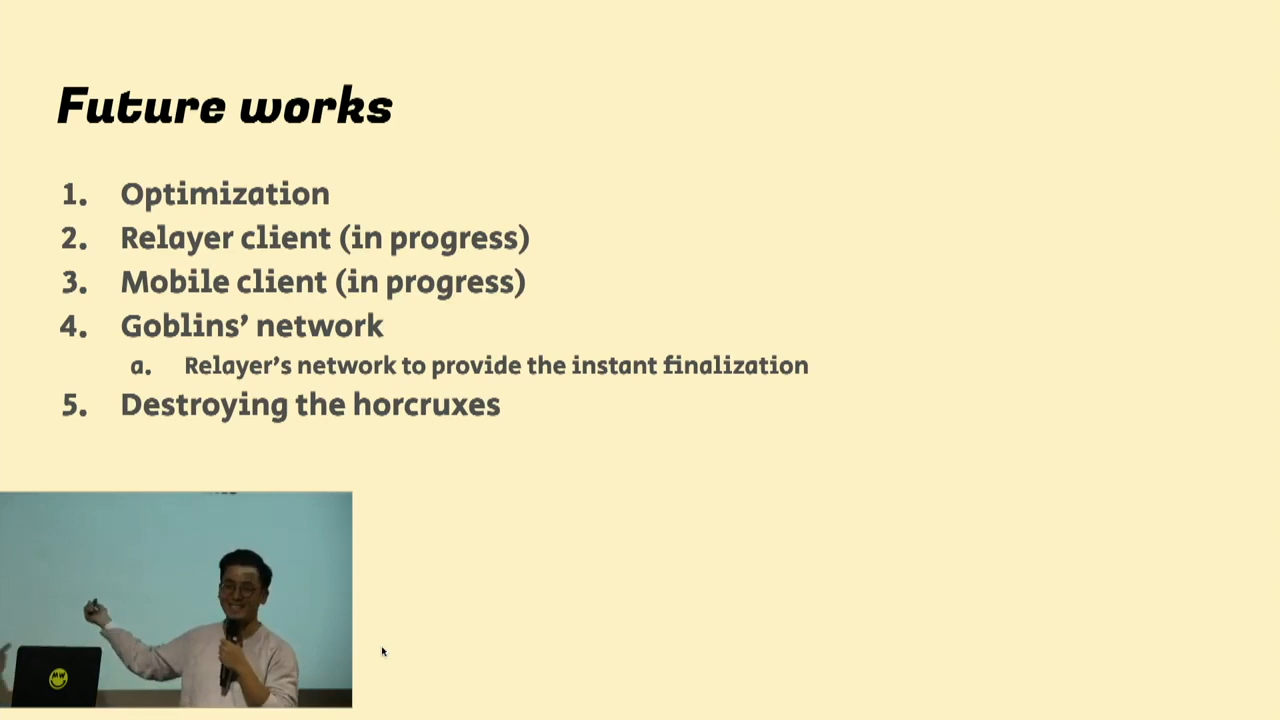 Future works
1. Optimization
2. Relayer client (in progress)
3. Mobile client (in progress)
4. Goblins’ network
a. Relayer’s network to provide the instant finalization
5. Destroying the horcruxes
MW